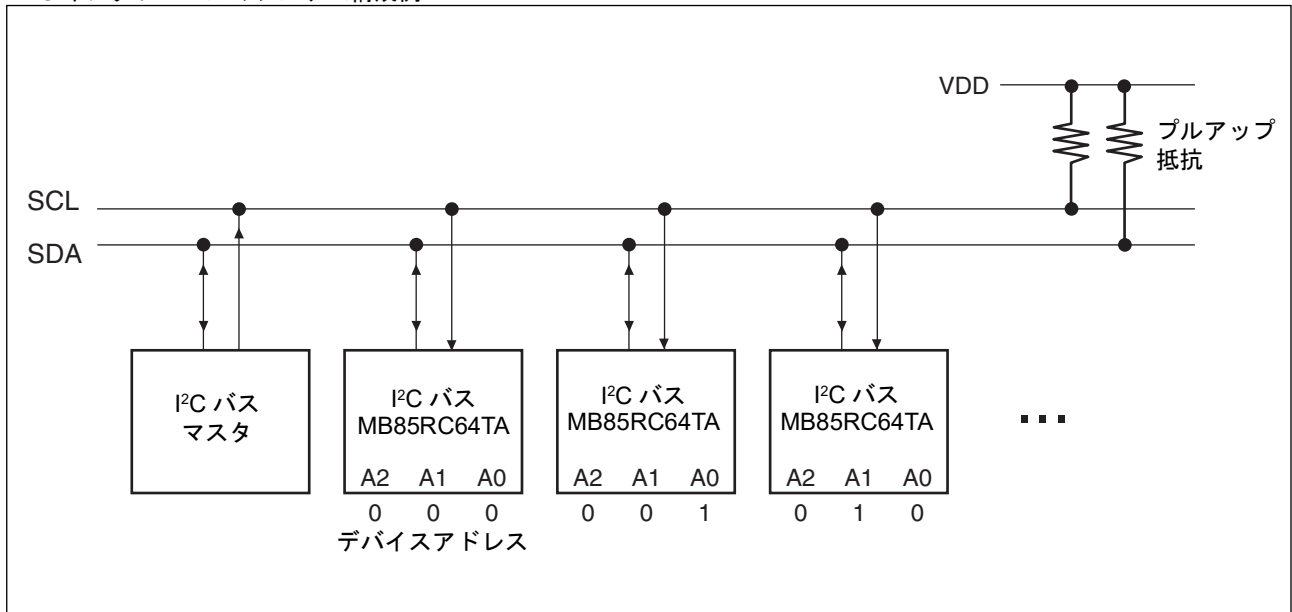 VDD
プルアップ
抵抗
SCL
SDA
I²C バス
マスタ
I²C バス
MB85RC64TA
A2 A1 A0
0 0 0
デバイスアドレス
I²C バス
MB85RC64TA
A2 A1 A0
0 0 1
I²C バス
MB85RC64TA
A2 A1 A0
0 1 0
...